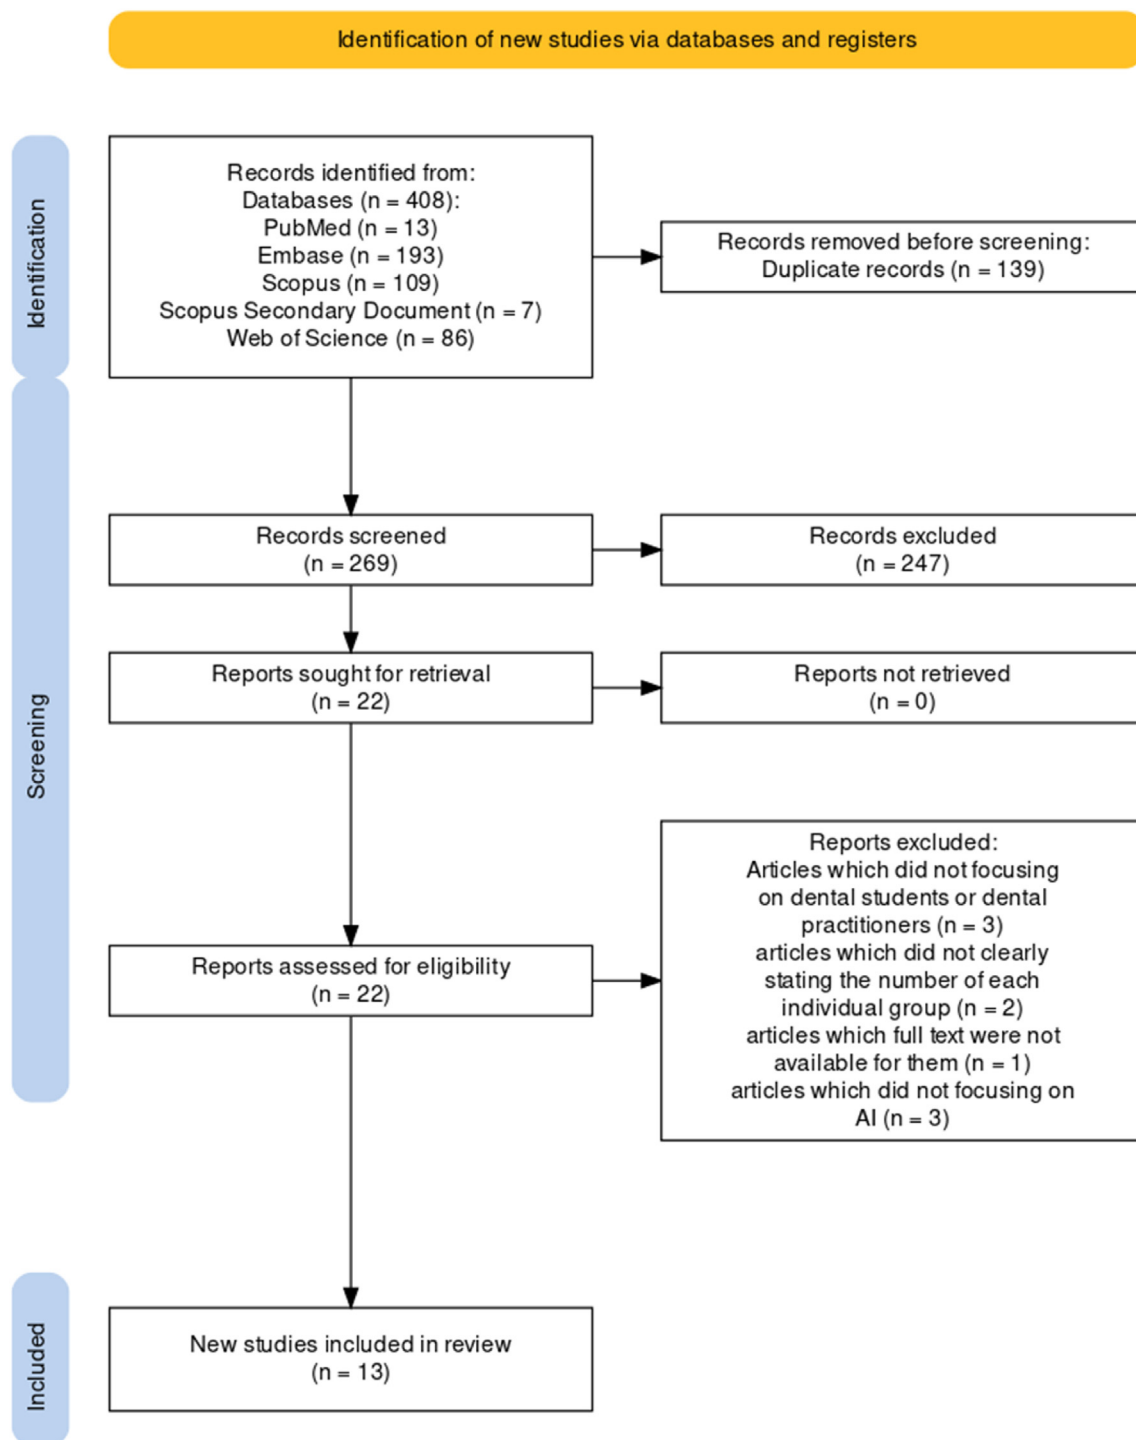 Identification of new studies via databases and registers
Identification
Records identified from:
Databases (n = 408):
PubMed (n = 13)
Embase (n = 193)
Scopus (n = 109)
Scopus Secondary Document (n = 7)
Web of Science (n = 86)
Records removed before screening:
Duplicate records (n = 139)
Screening
Records screened
(n = 269)
Records excluded
(n = 247)
Reports sought for retrieval
(n = 22)
Reports not retrieved
(n = 0)
Reports assessed for eligibility
(n = 22)
Reports excluded:
Articles which did not focusing
on dental students or dental
practitioners (n = 3)
articles which did not clearly
stating the number of each
individual group (n = 2)
articles which full text were not
available for them (n = 1)
articles which did not focusing on
AI (n = 3)
Included
New studies included in review
(n = 13)